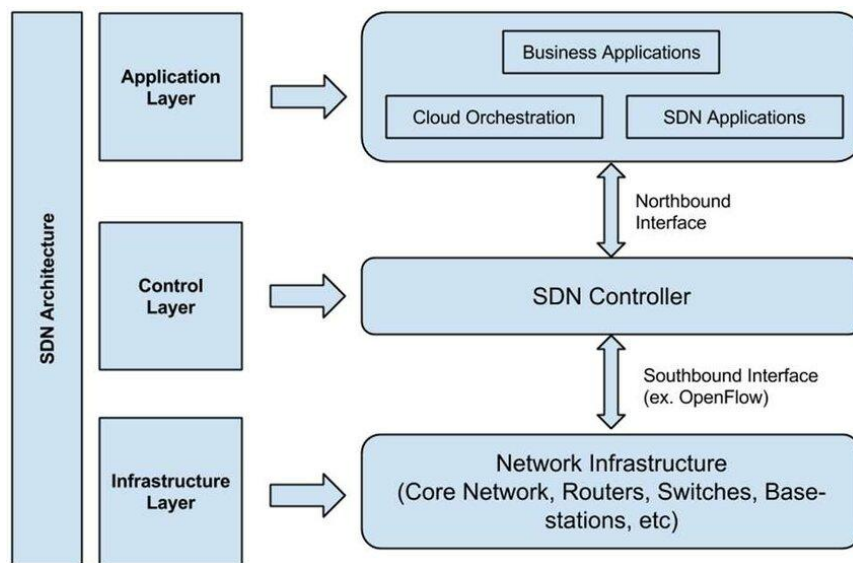 SDN Architecture
Application
Layer
Business Applications
Cloud Orchestration
SDN Applications
Northbound
Interface
Control
Layer
SDN Controller
Southbound Interface
(ex. OpenFlow)
Infrastructure
Layer
Network Infrastructure
(Core Network, Routers, Switches, Base-
stations, etc)